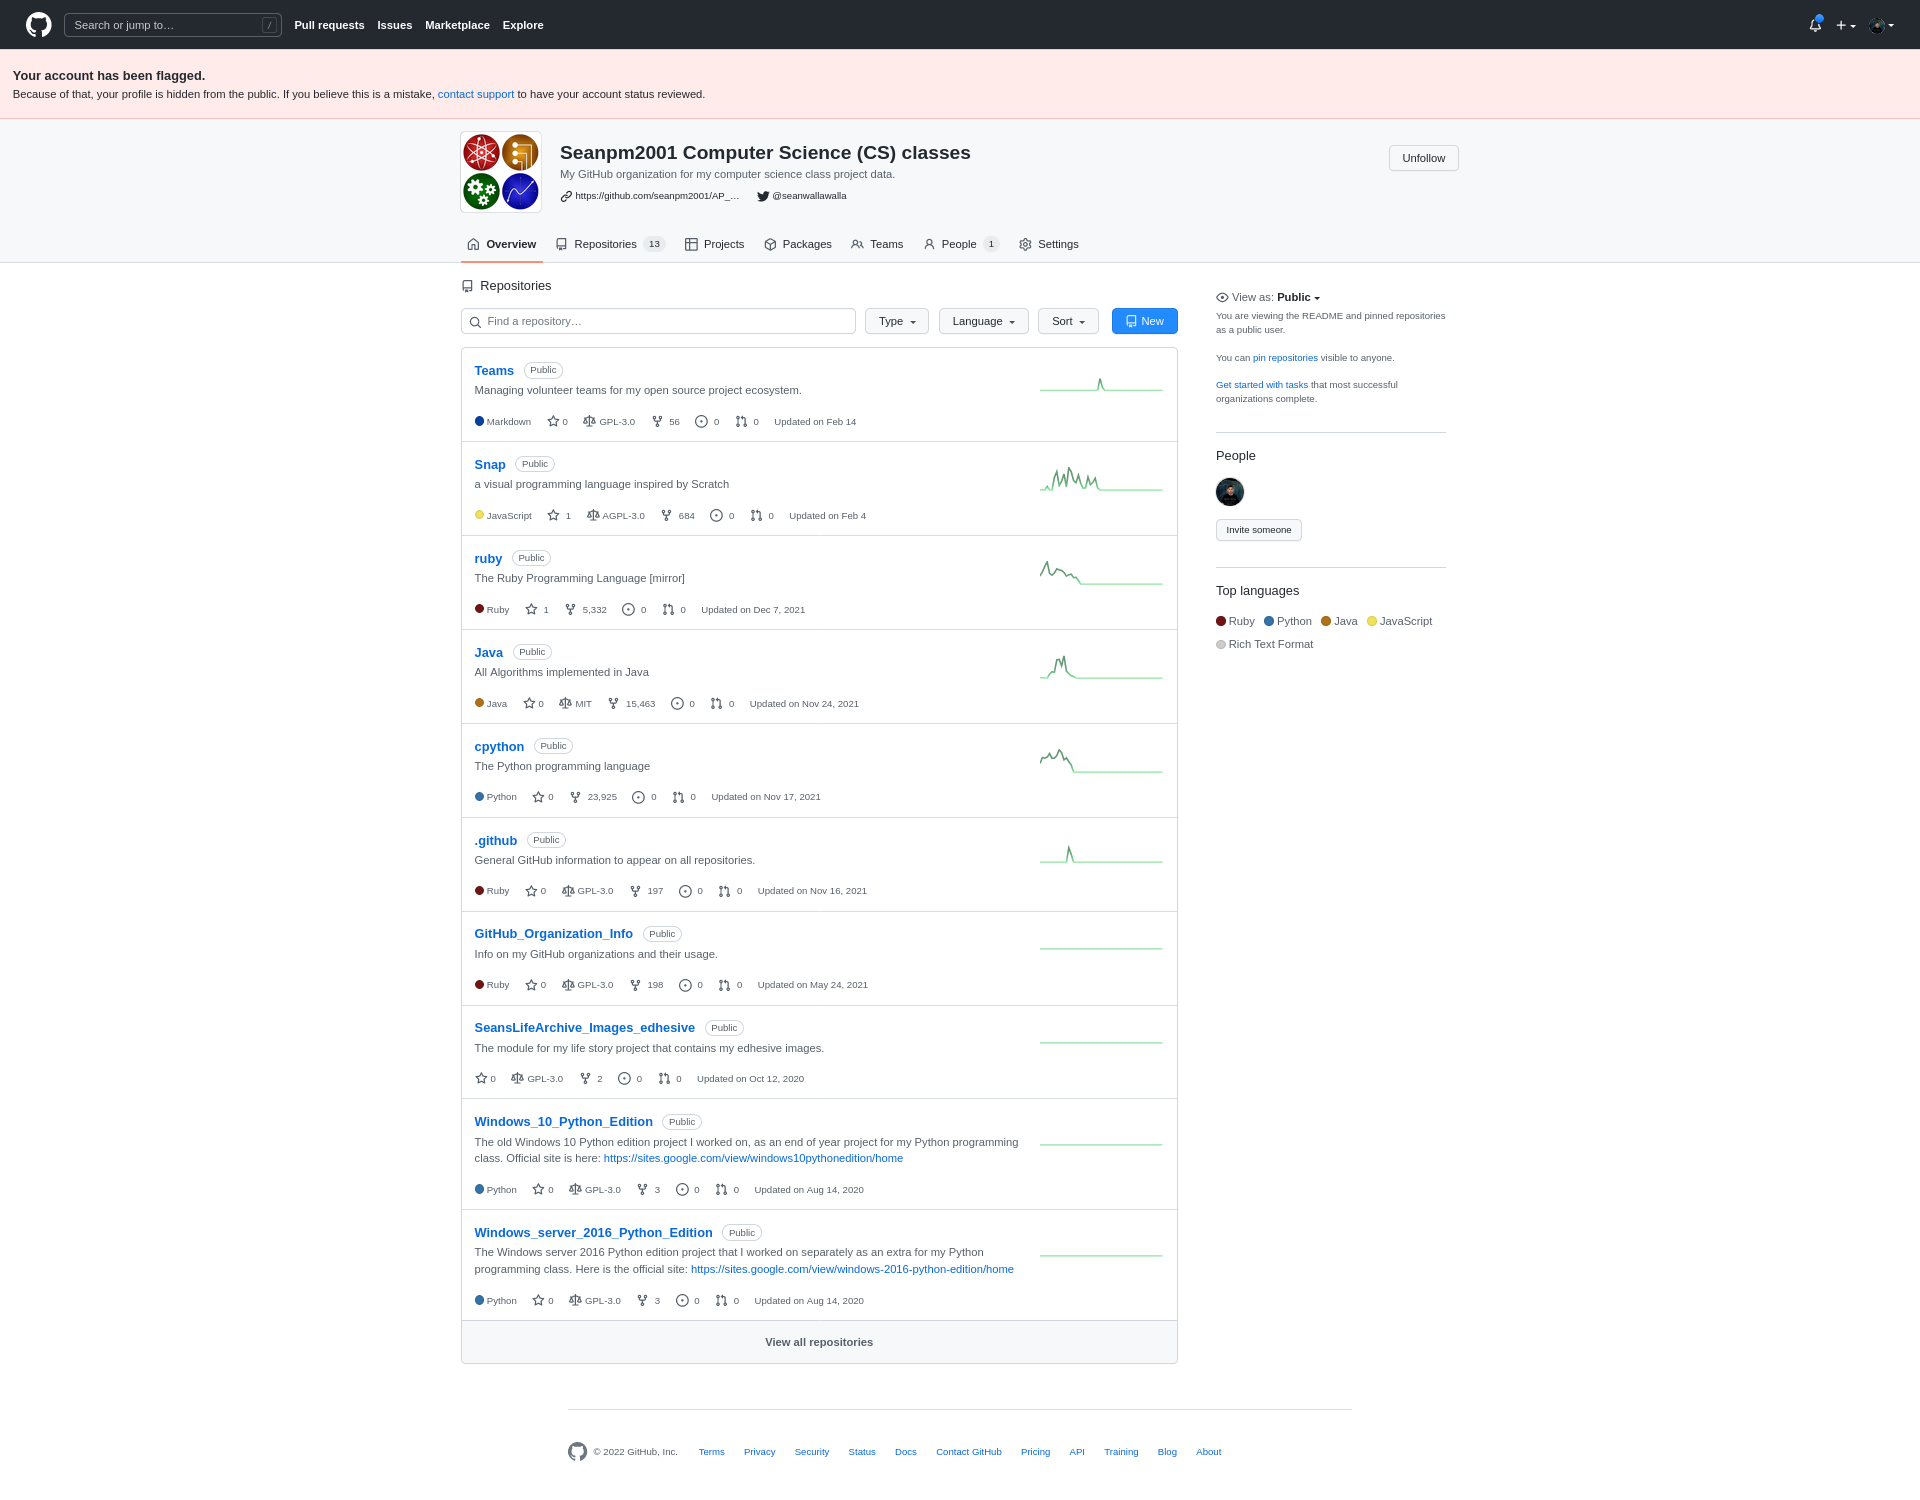 Search or jump to… /
Pull requests Issues Marketplace Explore
Your account has been flagged.
Because of that, your profile is hidden from the public. If you believe this is a mistake, contact support to have your account status reviewed.
Seanpm2001 Computer Science (CS) classes
My GitHub organization for my computer science class project data.
https://github.com/seanpm2001/AP_… @seanwallawalla
Unfollow
Overview Repositories 13 Projects Packages Teams People 1 Settings
Repositories
Find a repository… Type Language Sort New
Teams Public
Managing volunteer teams for my open source project ecosystem.
Markdown 0 GPL-3.0 56 0 0 Updated on Feb 14
Snap Public
a visual programming language inspired by Scratch
JavaScript 1 AGPL-3.0 684 0 0 Updated on Feb 4
ruby Public
The Ruby Programming Language [mirror]
Ruby 1 5,332 0 0 Updated on Dec 7, 2021
Java Public
All Algorithms implemented in Java
Java 0 MIT 15,463 0 0 Updated on Nov 24, 2021
cpython Public
The Python programming language
Python 0 23,925 0 0 Updated on Nov 17, 2021
.github Public
General GitHub information to appear on all repositories.
Ruby 0 GPL-3.0 197 0 0 Updated on Nov 16, 2021
GitHub_Organization_Info Public
Info on my GitHub organizations and their usage.
Ruby 0 GPL-3.0 198 0 0 Updated on May 24, 2021
SeansLifeArchive_Images_edhesive Public
The module for my life story project that contains my edhesive images.
0 GPL-3.0 2 0 0 Updated on Oct 12, 2020
Windows_10_Python_Edition Public
The old Windows 10 Python edition project I worked on, as an end of year project for my Python programming
class. Official site is here: https://sites.google.com/view/windows10pythonedition/home
Python 0 GPL-3.0 3 0 0 Updated on Aug 14, 2020
Windows_server_2016_Python_Edition Public
The Windows server 2016 Python edition project that I worked on separately as an extra for my Python
programming class. Here is the official site: https://sites.google.com/view/windows-2016-python-edition/home
Python 0 GPL-3.0 3 0 0 Updated on Aug 14, 2020
View all repositories
View as: Public
You are viewing the README and pinned repositories
as a public user.
You can pin repositories visible to anyone.
Get started with tasks that most successful
organizations complete.
People
Invite someone
Top languages
Ruby Python Java JavaScript
Rich Text Format
© 2022 GitHub, Inc. Terms Privacy Security Status Docs Contact GitHub Pricing API Training Blog About